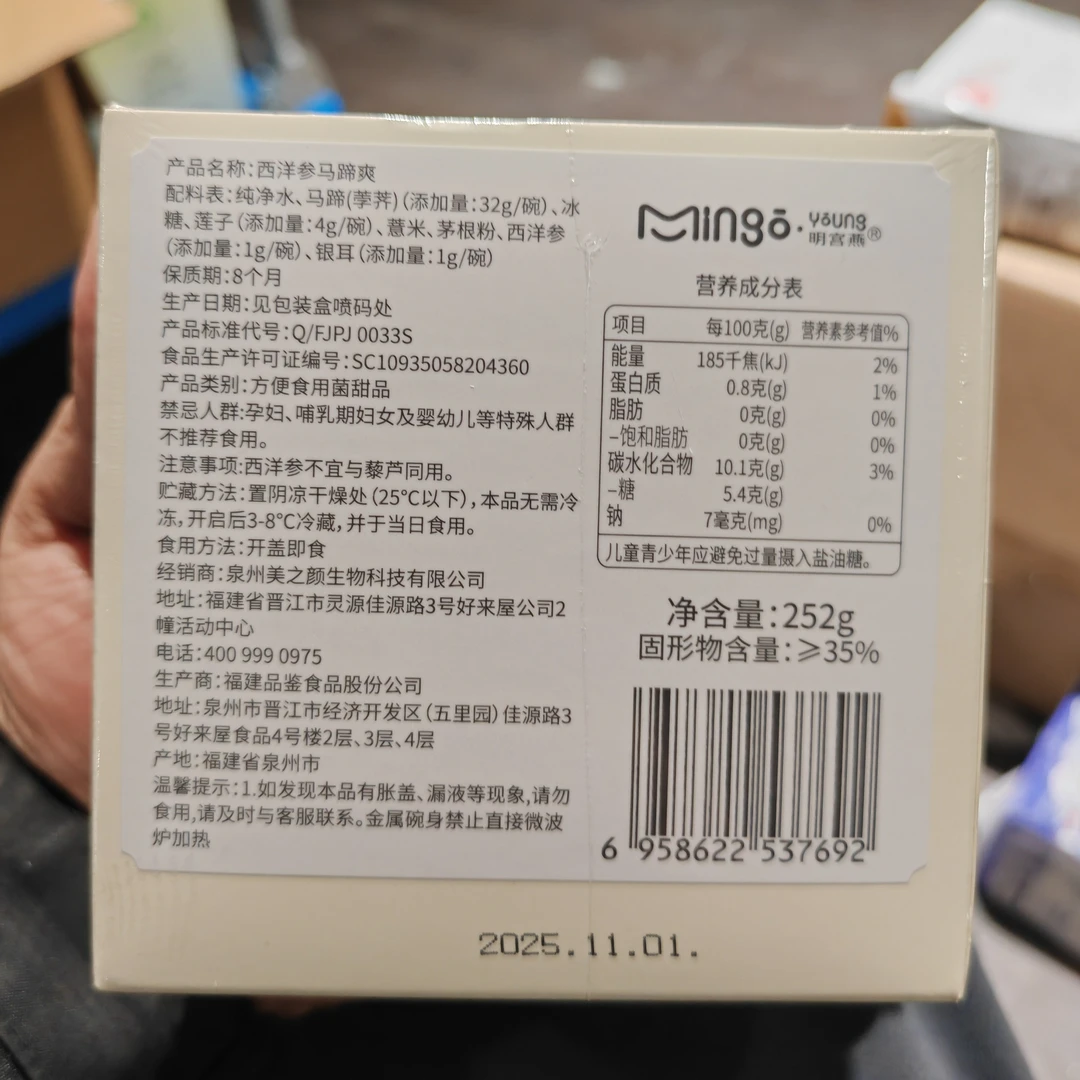 产品名称:西洋参马蹄爽
配料表:纯净水、马蹄(荸荠)(添加量:32g/碗)、冰
糖、莲子(添加量:4g/碗)、薏米、茅根粉、西洋参
(添加量:1g/碗)、银耳(添加量:1g/碗)
保质期:8个月
生产日期:见包装盒喷码处
产品标准代号:Q/FJPJ 0033S
食品生产许可证编号:SC10935058204360
产品类别:方便食用菌甜品
禁忌人群:孕妇、哺乳期妇女及婴幼儿等特殊人群
不推荐食用。
注意事项:西洋参不宜与藜芦同用。
贮藏方法:置阴凉干燥处(25℃以下),本品无需冷
冻,开启后3-8℃冷藏,并于当日食用。
食用方法:开盖即食
经销商:泉州美之颜生物科技有限公司
地址:福建省晋江市灵源佳源路3号好来屋公司2
幢活动中心
电话:400 999 0975
生产商:福建品鉴食品股份公司
地址:泉州市晋江市经济开发区(五里园)佳源路3
号好来屋食品4号楼2层、3层、4层
产地:福建省泉州市
温馨提示:1.如发现本品有胀盖、漏液等现象,请勿
食用,请及时与客服联系。金属碗身禁止直接微波
炉加热
Mingō·young
明宫燕®
营养成分表
项目 每100克(g) 营养素参考值%
能量 185千焦(kJ) 2%
蛋白质 0.8克(g) 1%
脂肪 0克(g) 0%
-饱和脂肪 0克(g) 0%
碳水化合物 10.1克(g) 3%
-糖 5.4克(g)
钠 7毫克(mg) 0%
儿童青少年应避免过量摄入盐油糖。
净含量:252g
固形物含量:≥35%
6 958622 537692
2025.11.01.